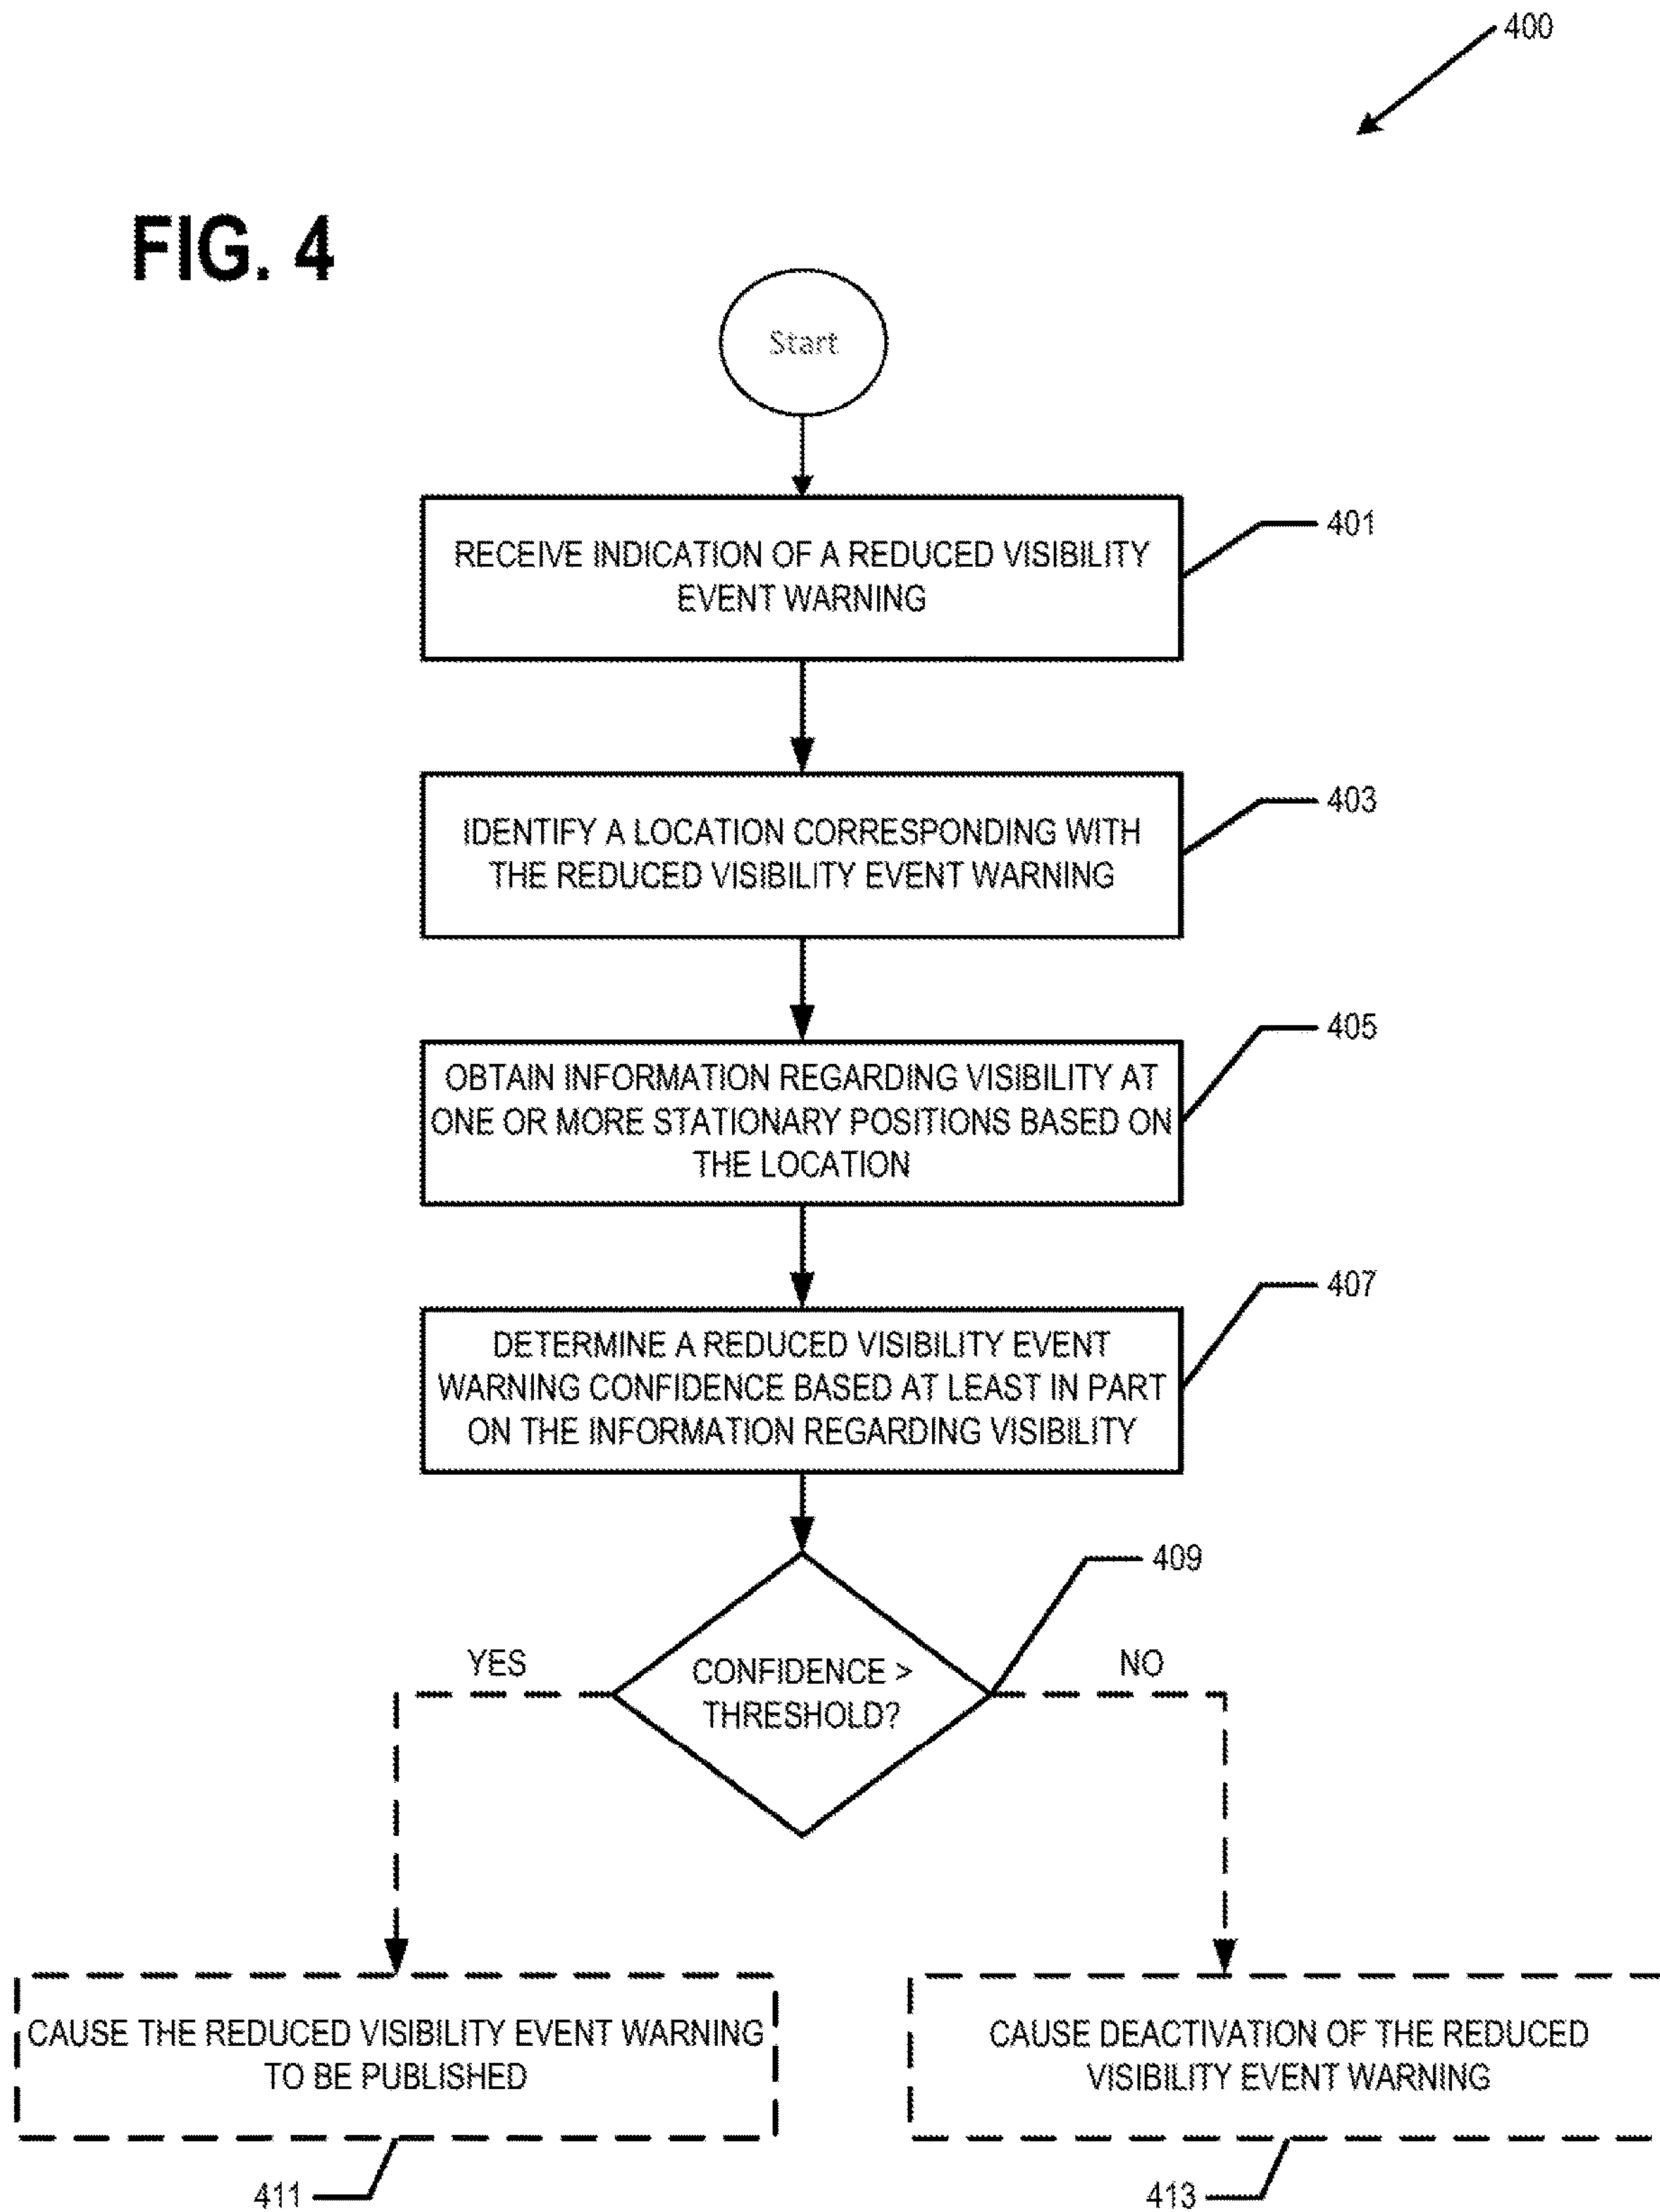 400
FIG. 4
Start
RECEIVE INDICATION OF A REDUCED VISIBILITY
EVENT WARNING
401
IDENTIFY A LOCATION CORRESPONDING WITH
THE REDUCED VISIBILITY EVENT WARNING
403
OBTAIN INFORMATION REGARDING VISIBILITY AT
ONE OR MORE STATIONARY POSITIONS BASED ON
THE LOCATION
405
DETERMINE A REDUCED VISIBILITY EVENT
WARNING CONFIDENCE BASED AT LEAST IN PART
ON THE INFORMATION REGARDING VISIBILITY
407
CONFIDENCE >
THRESHOLD?
409
YES
NO
CAUSE THE REDUCED VISIBILITY EVENT WARNING
TO BE PUBLISHED
411
CAUSE DEACTIVATION OF THE REDUCED
VISIBILITY EVENT WARNING
413